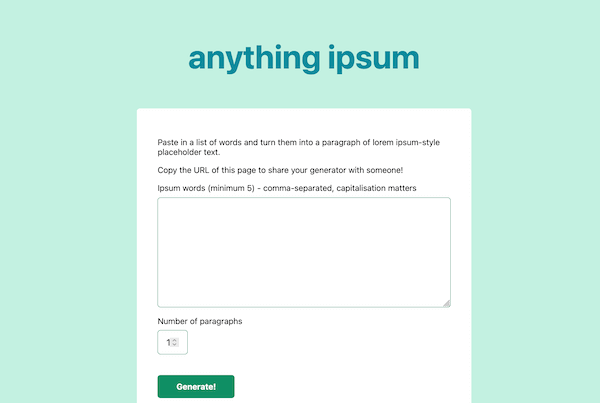 anything ipsum
Paste in a list of words and turn them into a paragraph of lorem ipsum-style
placeholder text.
Copy the URL of this page to share your generator with someone!
Ipsum words (minimum 5) - comma-separated, capitalisation matters
Number of paragraphs
1
Generate!